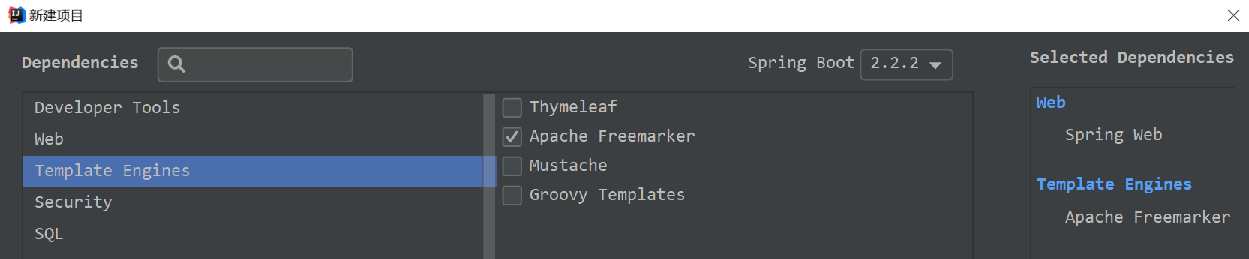 新建项目
Dependencies
Spring Boot 2.2.2
Selected Dependencies
Developer Tools
Web
Template Engines
Security
SQL
Thymeleaf
Apache Freemarker
Mustache
Groovy Templates
Web
Spring Web
Template Engines
Apache Freemarker